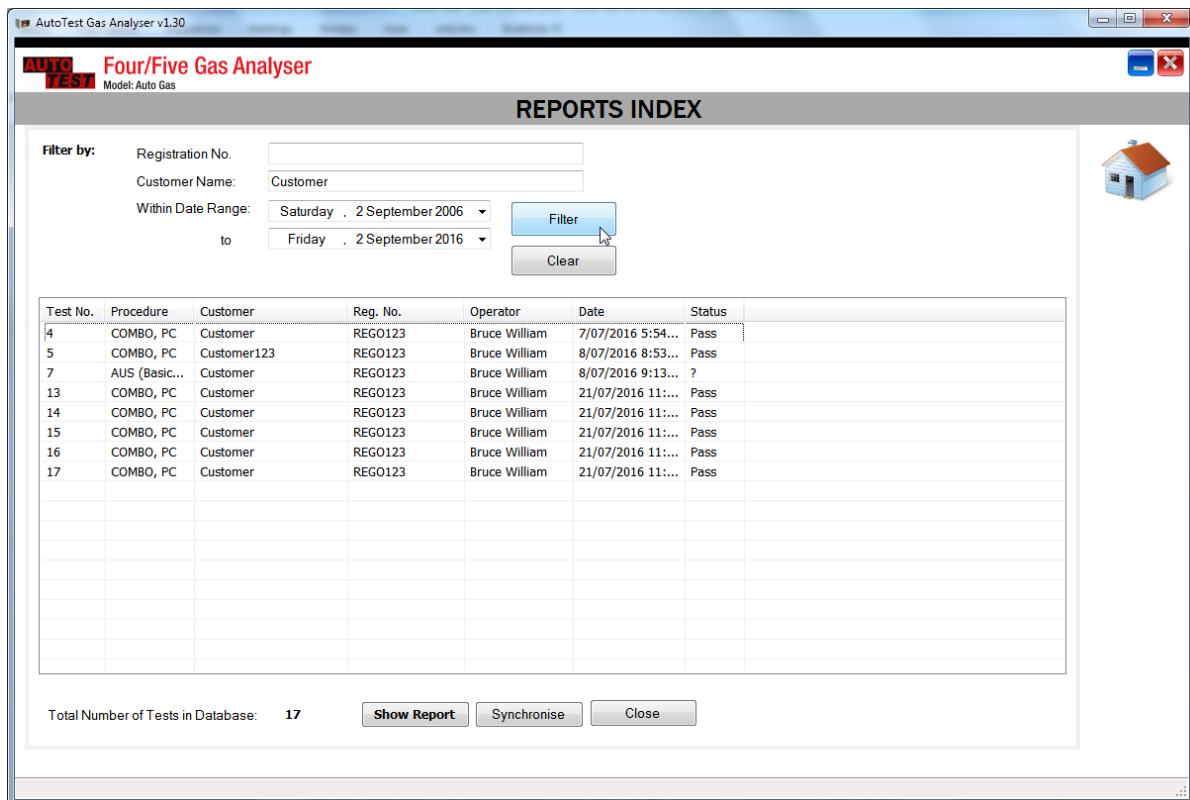 AutoTest Gas Analyser v1.30
AUTO TEST
Four/Five Gas Analyser
Model: Auto Gas
REPORTS INDEX
Filter by:
Registration No.
Customer Name: Customer
Within Date Range: Saturday , 2 September 2006
Filter
to Friday , 2 September 2016
Clear
Test No. Procedure Customer Reg. No. Operator Date Status
4 COMBO, PC Customer REGO123 Bruce William 7/07/2016 5:54... Pass
5 COMBO, PC Customer123 REGO123 Bruce William 8/07/2016 8:53... Pass
7 AUS (Basic... Customer REGO123 Bruce William 8/07/2016 9:13... ?
13 COMBO, PC Customer REGO123 Bruce William 21/07/2016 11:... Pass
14 COMBO, PC Customer REGO123 Bruce William 21/07/2016 11:... Pass
15 COMBO, PC Customer REGO123 Bruce William 21/07/2016 11:... Pass
16 COMBO, PC Customer REGO123 Bruce William 21/07/2016 11:... Pass
17 COMBO, PC Customer REGO123 Bruce William 21/07/2016 11:... Pass
Total Number of Tests in Database: 17 Show Report Synchronise Close